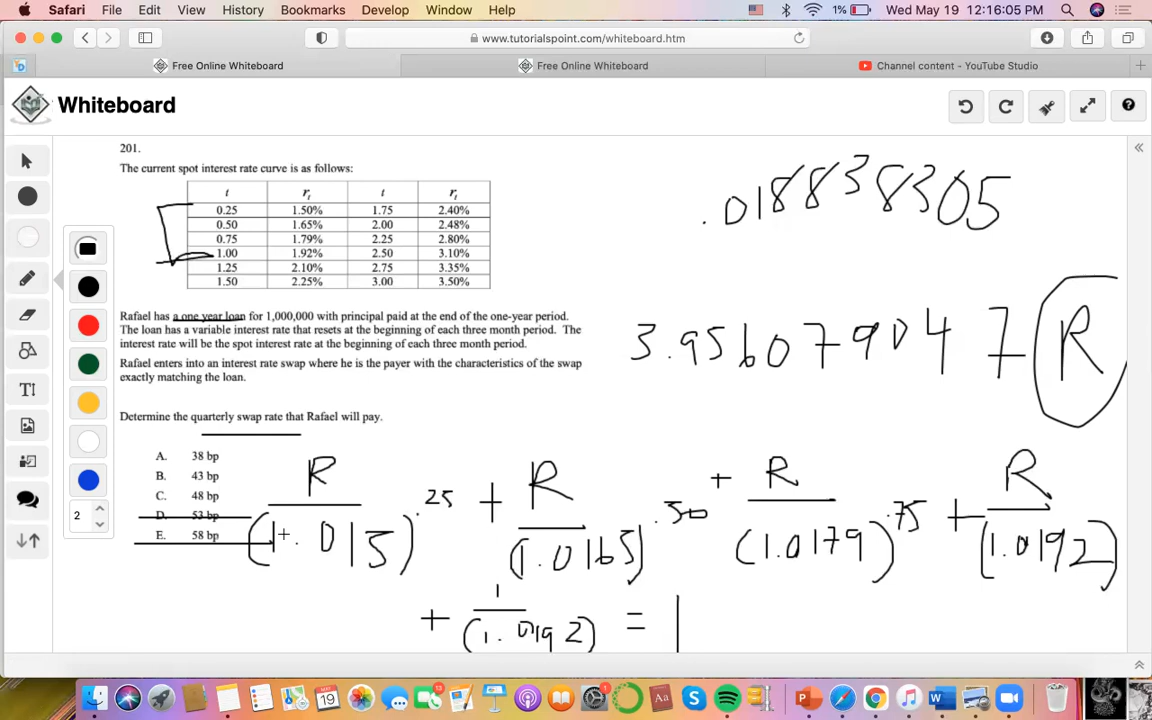 Safari File Edit View History Bookmarks Develop Window Help 1% Wed May 19 12:16:05 PM
www.tutorialspoint.com/whiteboard.htm
Free Online Whiteboard Free Online Whiteboard Channel content - YouTube Studio
Whiteboard
201.
The current spot interest rate curve is as follows:
t rt t rt
0.25 1.50% 1.75 2.40%
0.50 1.65% 2.00 2.48%
0.75 1.79% 2.25 2.80%
1.00 1.92% 2.50 3.10%
1.25 2.10% 2.75 3.35%
1.50 2.25% 3.00 3.50%
.018838305
Rafael has a one year loan for 1,000,000 with principal paid at the end of the one-year period.
The loan has a variable interest rate that resets at the beginning of each three month period. The
interest rate will be the spot interest rate at the beginning of each three month period.
3.956079047 R
Rafael enters into an interest rate swap where he is the payer with the characteristics of the swap
exactly matching the loan.
Determine the quarterly swap rate that Rafael will pay.
A. 38 bp
B. 43 bp
C. 48 bp
D. 53 bp
E. 58 bp
R + R + R + R
(1+.015).25 (1.0165).50 (1.0179).75 (1.0192)
+ 1 = 1
(1.0192)
2
TI